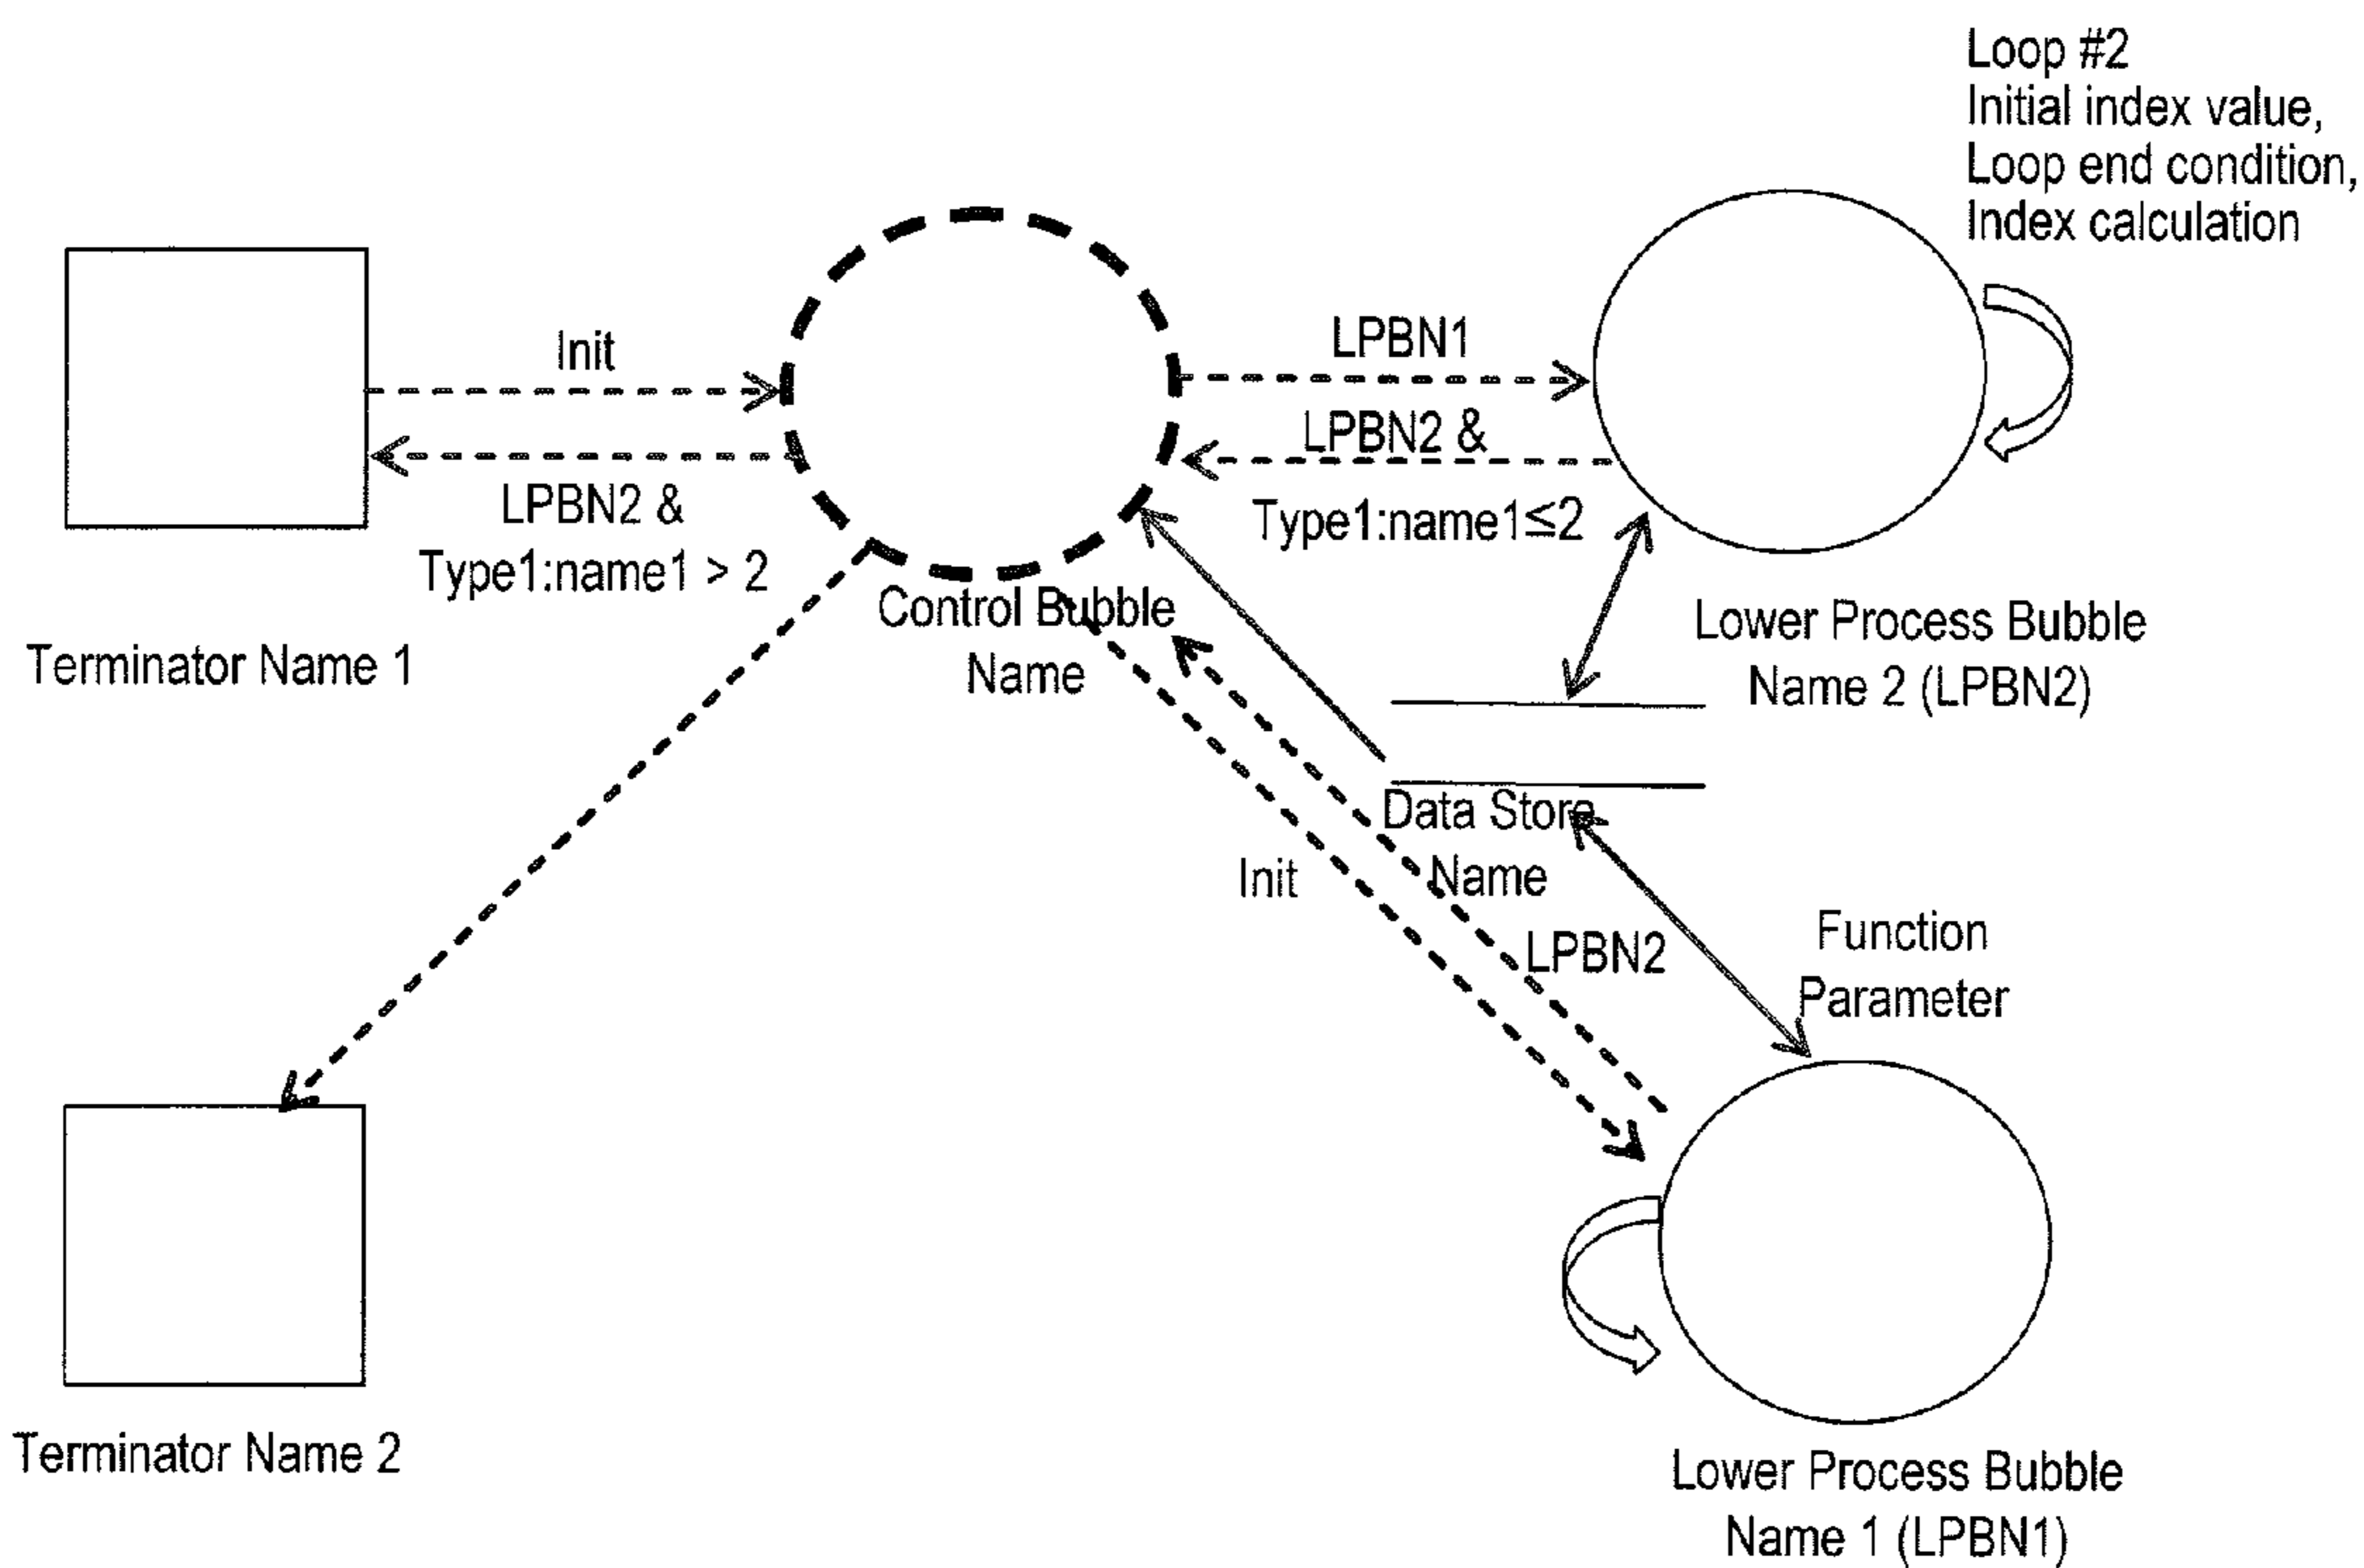 Loop #2
Initial index value,
Loop end condition,
Index calculation
Init
LPBN1
LPBN2 &
LPBN2 &
Type1:name1 > 2
Type1:name1≤2
Control Bubble
Name
Terminator Name 1
Lower Process Bubble
Name 2 (LPBN2)
Data Store
Name
Init
LPBN2
Function
Parameter
Terminator Name 2
Lower Process Bubble
Name 1 (LPBN1)